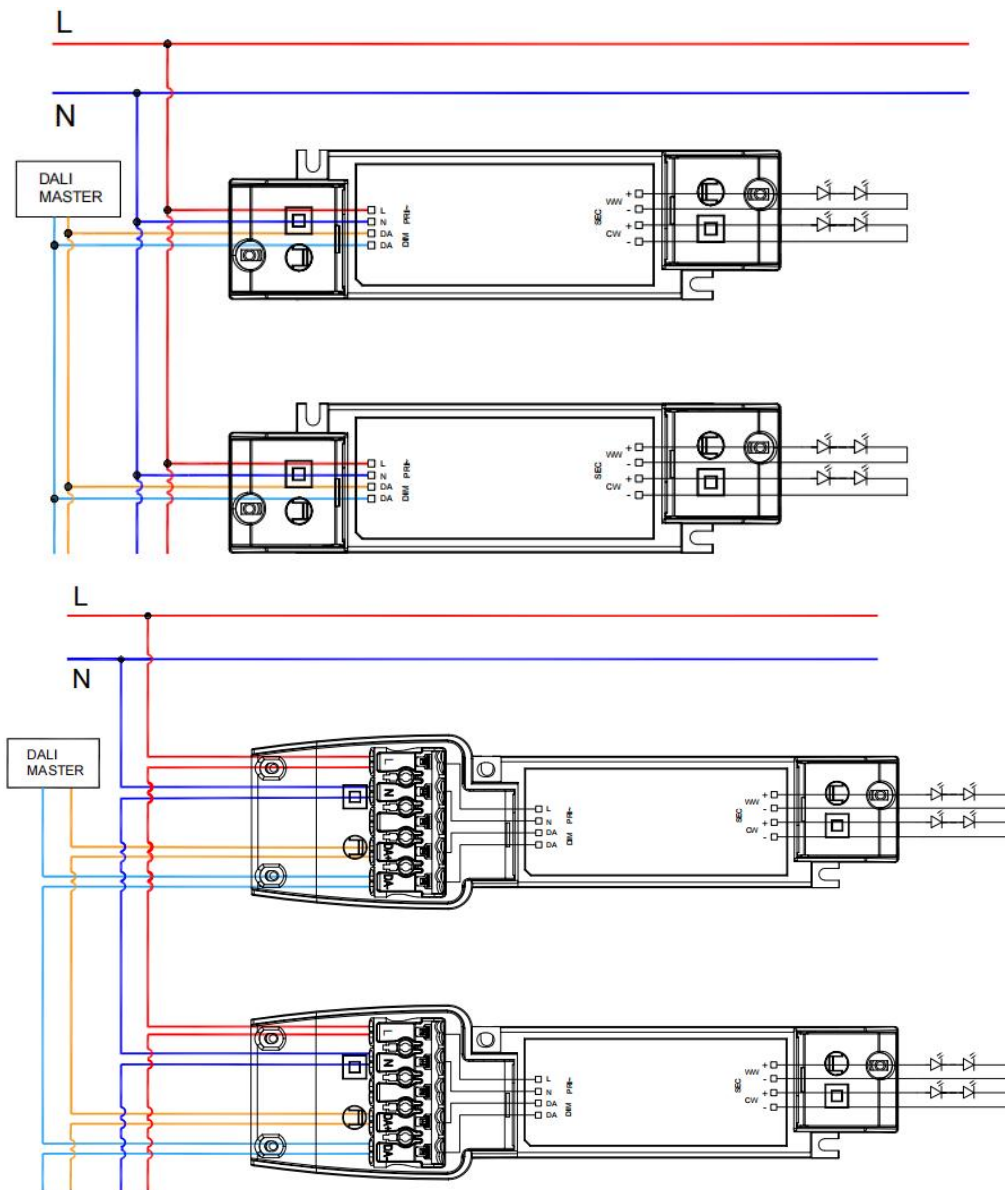 L
N
DALI
MASTER
L
N
DA
DA
PRI~
DIM
SEC
WW
CW
+
-
+
-
L
N
DA
DA
PRI~
DIM
SEC
WW
CW
+
-
+
-
L
N
DALI
MASTER
L
N
DA+
DA-
L
N
DA
DA
PRI~
DIM
SEC
WW
CW
+
-
+
-
L
N
DA+
DA-
L
N
DA
DA
PRI~
DIM
SEC
WW
CW
+
-
+
-